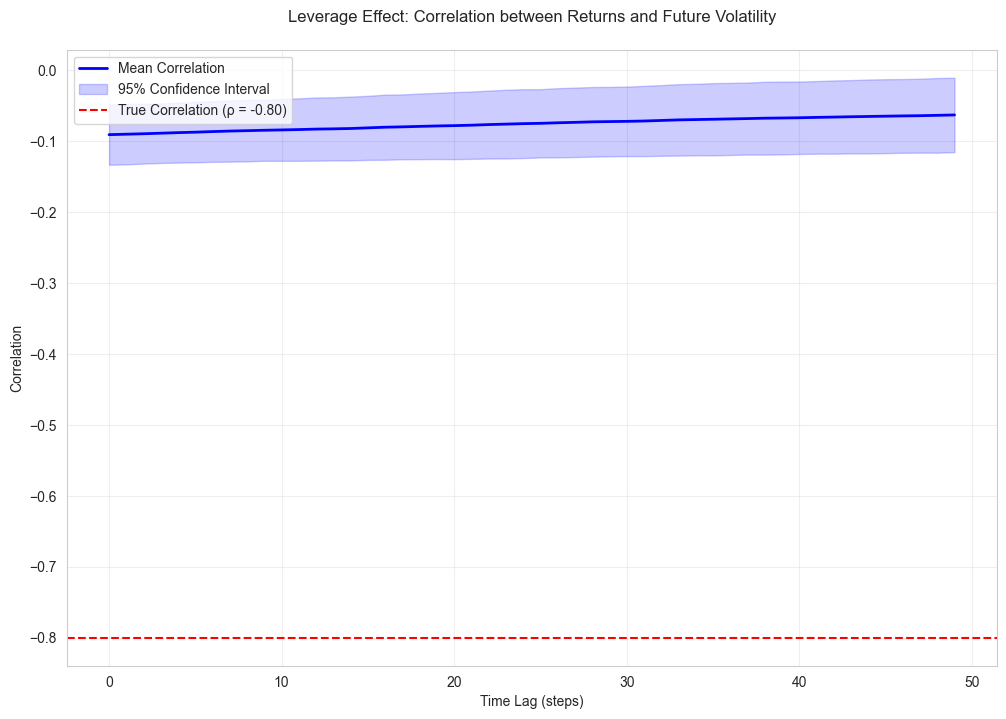 Leverage Effect: Correlation between Returns and Future Volatility
Mean Correlation
95% Confidence Interval
True Correlation (ρ = -0.80)
0.0
−0.1
−0.2
−0.3
−0.4
−0.5
−0.6
−0.7
−0.8
Correlation
0 10 20 30 40 50
Time Lag (steps)